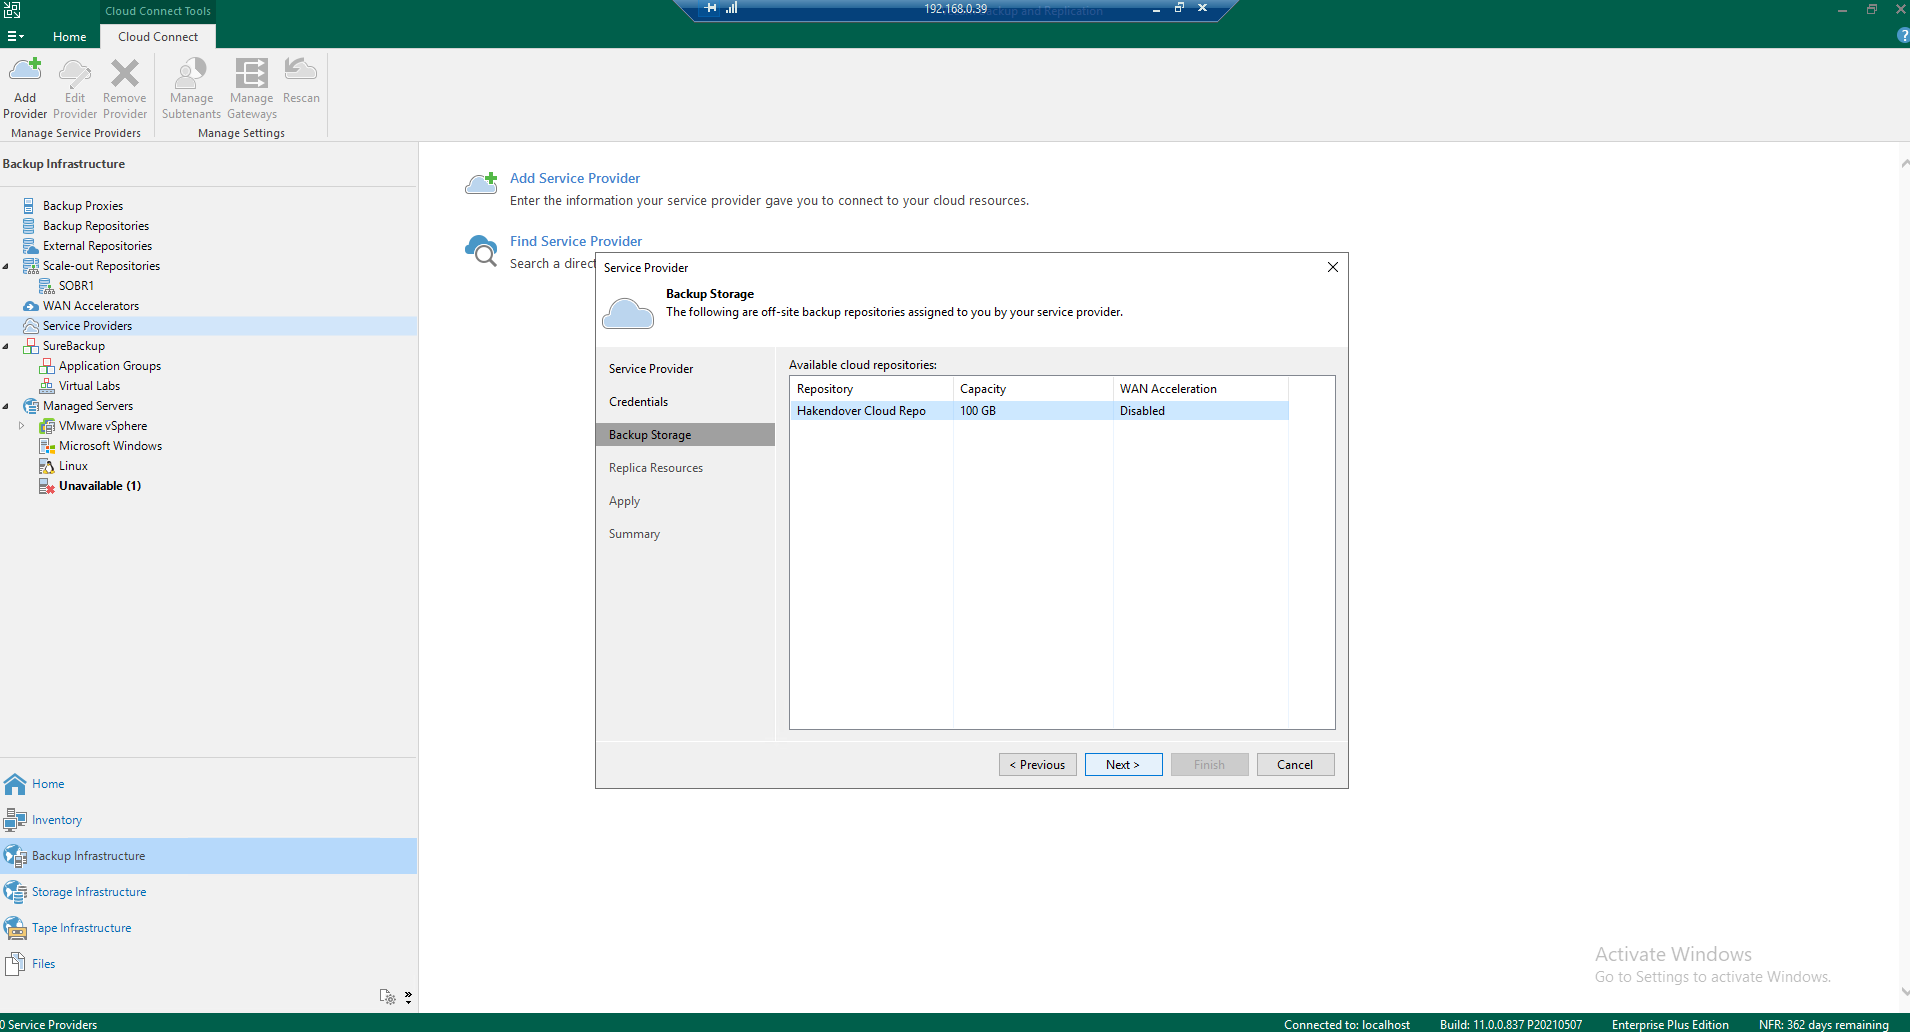 Cloud Connect Tools
192.168.0.39
Backup and Replication
Home
Cloud Connect
Add Provider
Edit Provider
Remove Provider
Manage Subtenants
Manage Gateways
Rescan
Manage Service Providers
Manage Settings
Backup Infrastructure
Backup Proxies
Backup Repositories
External Repositories
Scale-out Repositories
SOBR1
WAN Accelerators
Service Providers
SureBackup
Application Groups
Virtual Labs
Managed Servers
VMware vSphere
Microsoft Windows
Linux
Unavailable (1)
Home
Inventory
Backup Infrastructure
Storage Infrastructure
Tape Infrastructure
Files
Add Service Provider
Enter the information your service provider gave you to connect to your cloud resources.
Find Service Provider
Search a direct
Service Provider
Backup Storage
The following are off-site backup repositories assigned to you by your service provider.
Service Provider
Credentials
Backup Storage
Replica Resources
Apply
Summary
Available cloud repositories:
Repository Capacity WAN Acceleration
Hakendover Cloud Repo 100 GB Disabled
< Previous
Next >
Finish
Cancel
Activate Windows
Go to Settings to activate Windows.
0 Service Providers
Connected to: localhost
Build: 11.0.0.837 P20210507
Enterprise Plus Edition
NFR: 362 days remaining